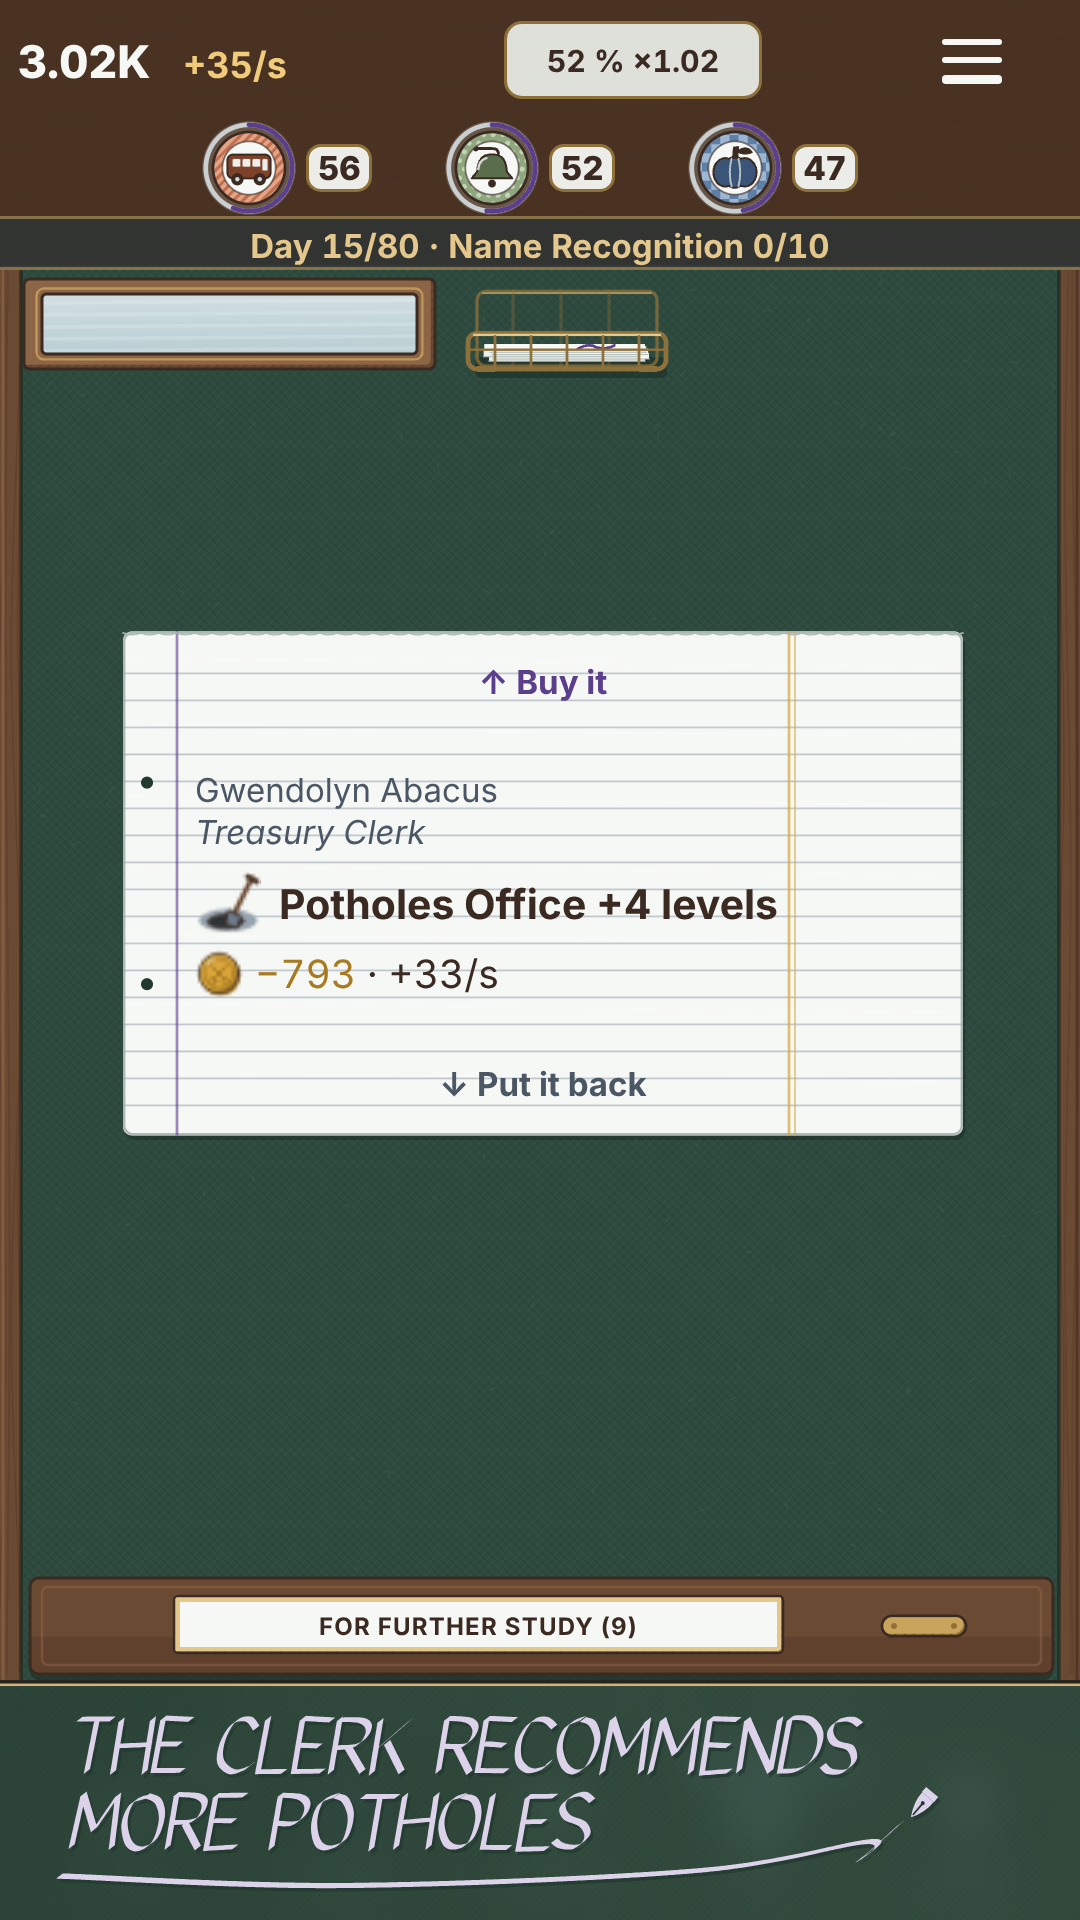 3.02K +35/s 52 % ×1.02
56 52 47
Day 15/80 · Name Recognition 0/10
↑ Buy it
Gwendolyn Abacus
Treasury Clerk
Potholes Office +4 levels
−793 · +33/s
↓ Put it back
FOR FURTHER STUDY (9)
THE CLERK RECOMMENDS
MORE POTHOLES